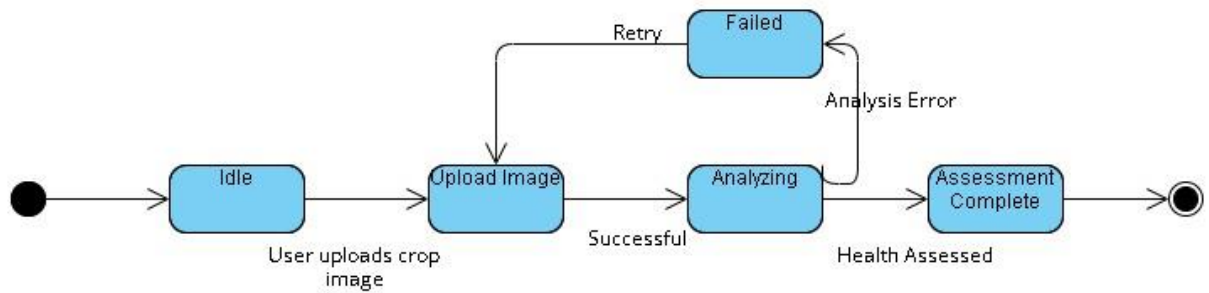 Failed
Retry
Analysis Error
Idle
Upload Image
Analyzing
Assessment
Complete
User uploads crop
image
Successful
Health Assessed